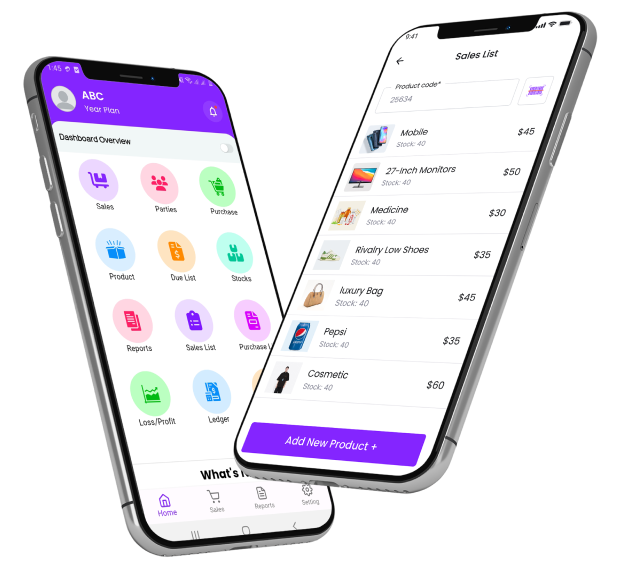 1:45
ABC
Year Plan
Dashboard Overview
Sales
Parties
Purchase
Product
Due List
Stocks
Reports
Sales List
Purchase
Loss/Profit
Ledger
What's
Home
Sales
Reports
Setting
9:41
Sales List
Product code*
25634
Mobile
Stock: 40
$45
27-Inch Monitors
Stock: 40
$50
Medicine
Stock: 40
$30
Rivalry Low Shoes
Stock: 40
$35
luxury Bag
Stock: 40
$45
Pepsi
Stock: 40
$35
Cosmetic
Stock: 40
$60
Add New Product +